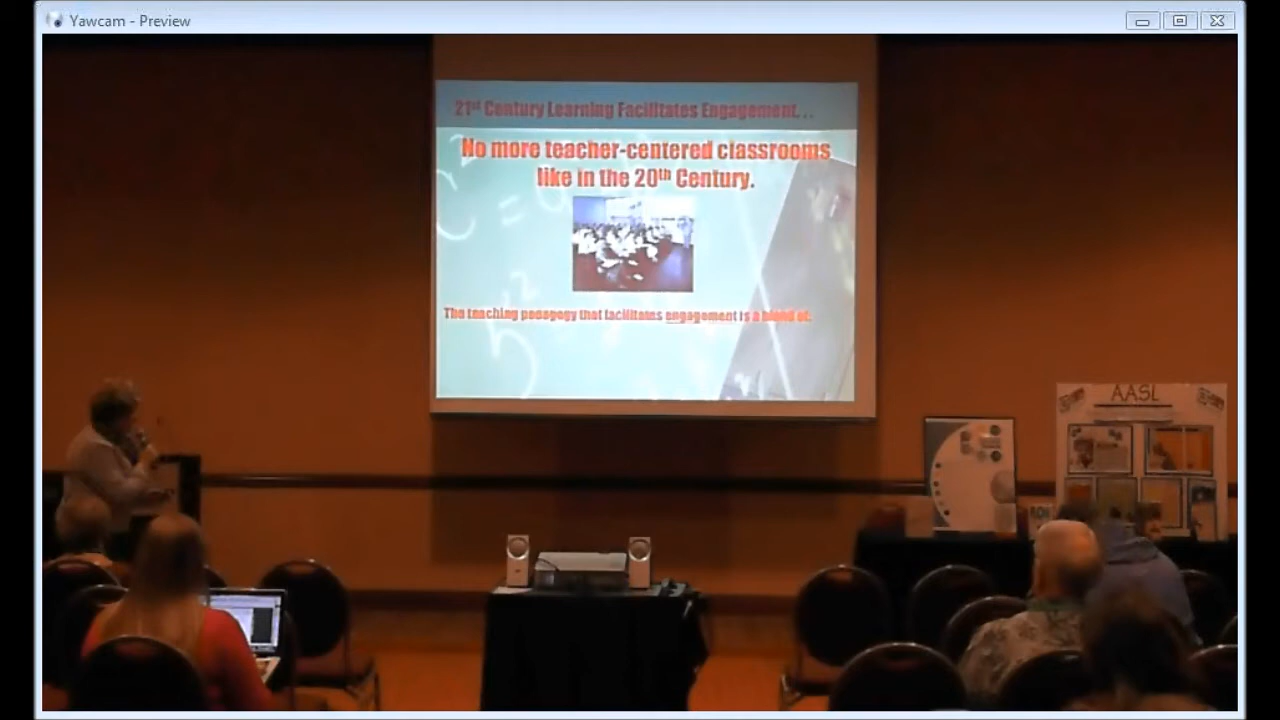 Yawcam - Preview
21st Century Learning Facilitates Engagement. . .
No more teacher-centered classrooms
like in the 20th Century.
The teaching pedagogy that facilitates engagement is a blend of:
AASL